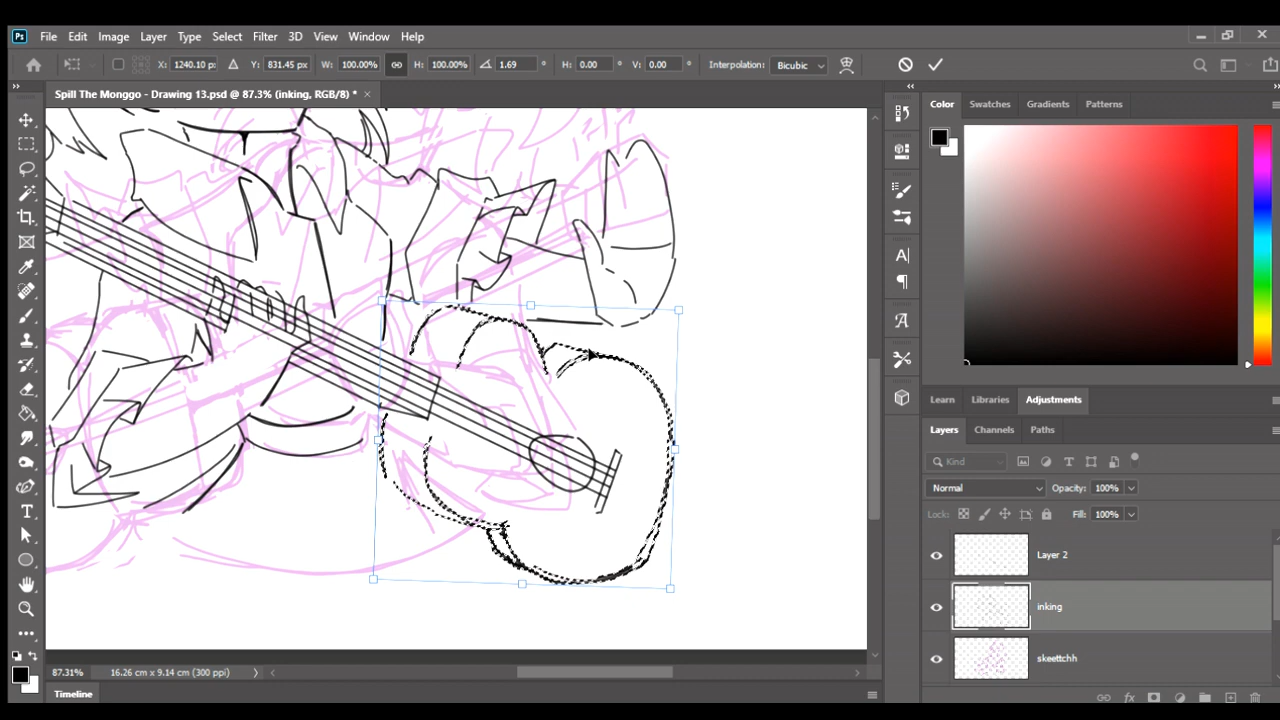 Ps File Edit Image Layer Type Select Filter 3D View Window Help
X: 1240.10 p: Y: 831.45 px W: 100.00% H: 100.00% 1.69 ° H: 0.00 ° V: 0.00 ° Interpolation: Bicubic
Spill The Monggo - Drawing 13.psd @ 87.3% (inking, RGB/8) * ×
Color Swatches Gradients Patterns
Learn Libraries Adjustments
Layers Channels Paths
Kind
Normal Opacity: 100%
Lock: Fill: 100%
Layer 2
inking
skeettchh
87.31% 16.26 cm x 9.14 cm (300 ppi)
Timeline